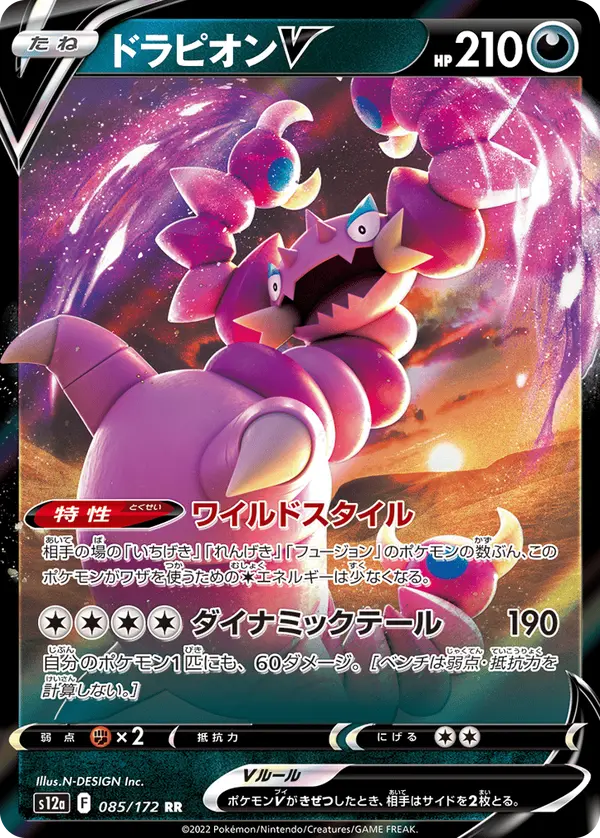 たね
ドラピオンV
HP 210
特性 とくせい ワイルドスタイル
相手の場の「いちげき」「れんげき」「フュージョン」のポケモンの数ぶん、この
ポケモンがワザを使うための エネルギーは少なくなる。
ダイナミックテール 190
自分のポケモン1匹にも、60ダメージ。[ベンチは弱点・抵抗力を
計算しない。]
弱点 ×2 抵抗力 にげる
Illus.N-DESIGN Inc.
Vルール
s12a F 085/172 RR
ポケモンVがきぜつしたとき、相手はサイドを2枚とる。
©2022 Pokémon/Nintendo/Creatures/GAME FREAK.